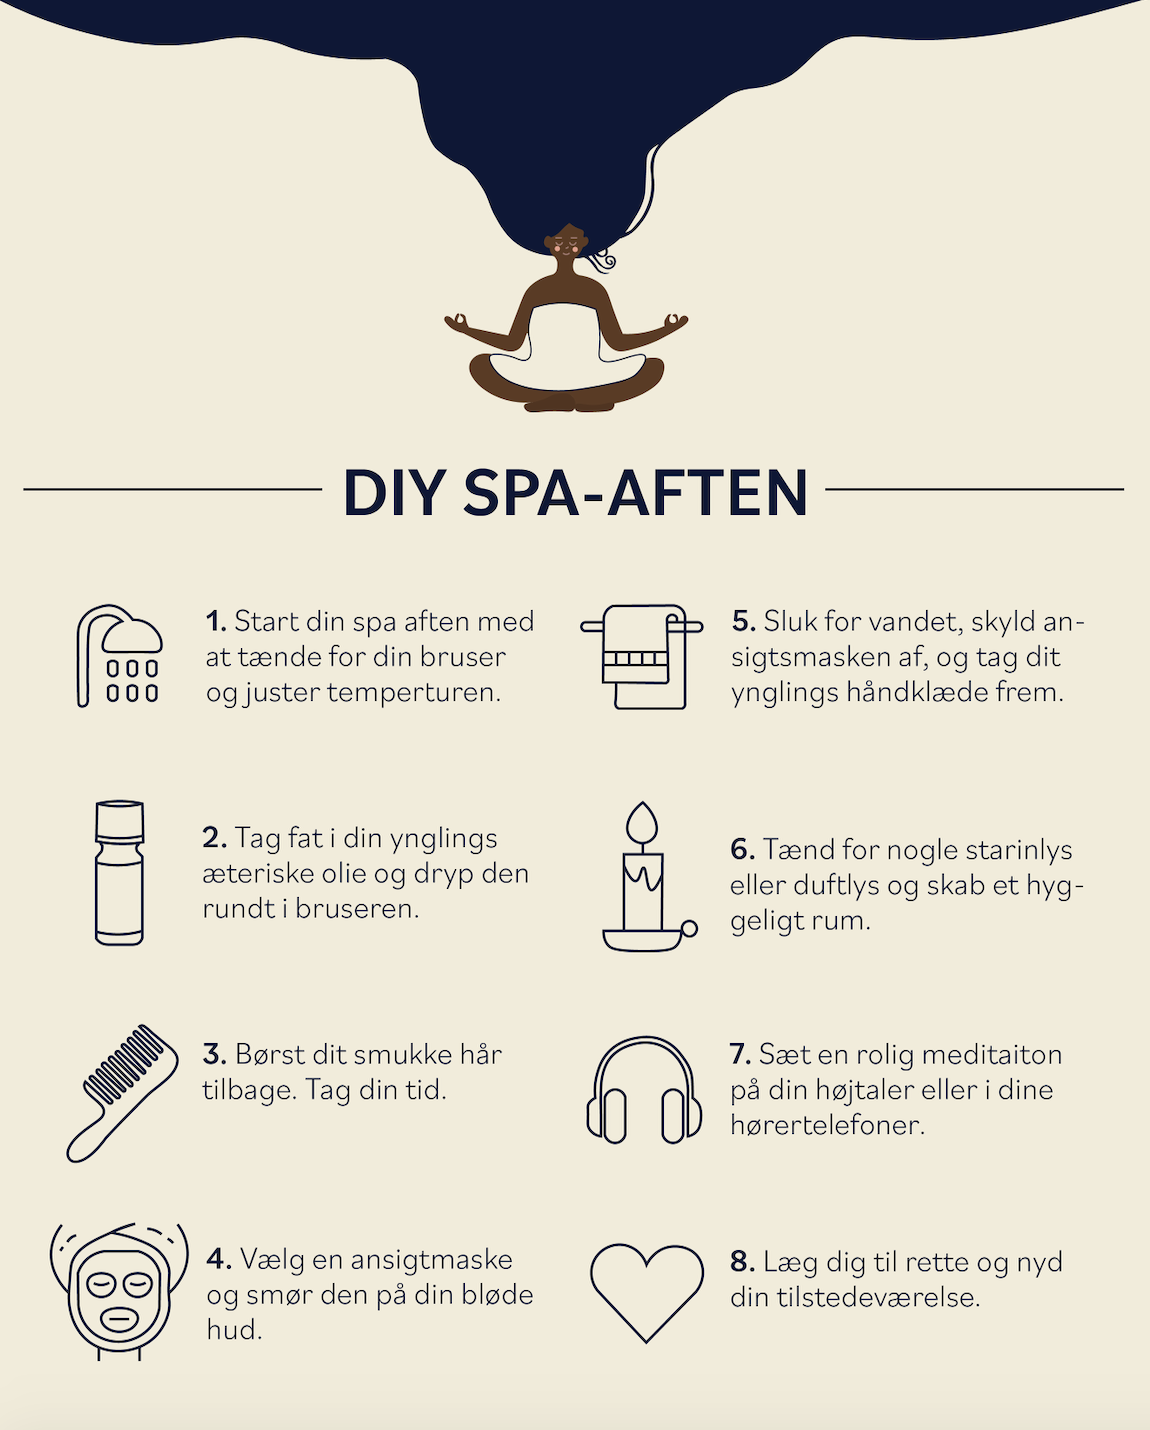 DIY SPA-AFTEN
1. Start din spa aften med
at tænde for din bruser
og juster temperturen.
2. Tag fat i din ynglings
æteriske olie og dryp den
rundt i bruseren.
3. Børst dit smukke hår
tilbage. Tag din tid.
4. Vælg en ansigtmaske
og smør den på din bløde
hud.
5. Sluk for vandet, skyld an-
sigtsmasken af, og tag dit
ynglings håndklæde frem.
6. Tænd for nogle starinlys
eller duftlys og skab et hyg-
geligt rum.
7. Sæt en rolig meditaiton
på din højtaler eller i dine
hørertelefoner.
8. Læg dig til rette og nyd
din tilstedeværelse.